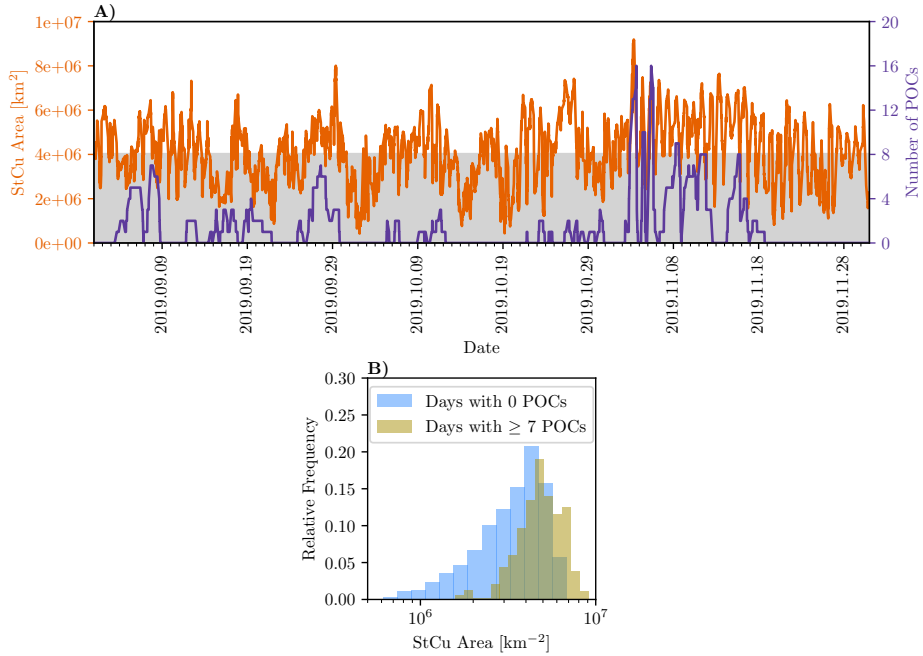 A)
1e+07
8e+06
6e+06
4e+06
2e+06
0e+00
StCu Area [km²]
20
16
12
8
4
0
Number of POCs
2019.09.09
2019.09.19
2019.09.29
2019.10.09
2019.10.19
2019.10.29
2019.11.08
2019.11.18
2019.11.28
Date
B)
0.30
0.25
0.20
0.15
0.10
0.05
0.00
Relative Frequency
Days with 0 POCs
Days with ≥ 7 POCs
10⁶
10⁷
StCu Area [km⁻²]